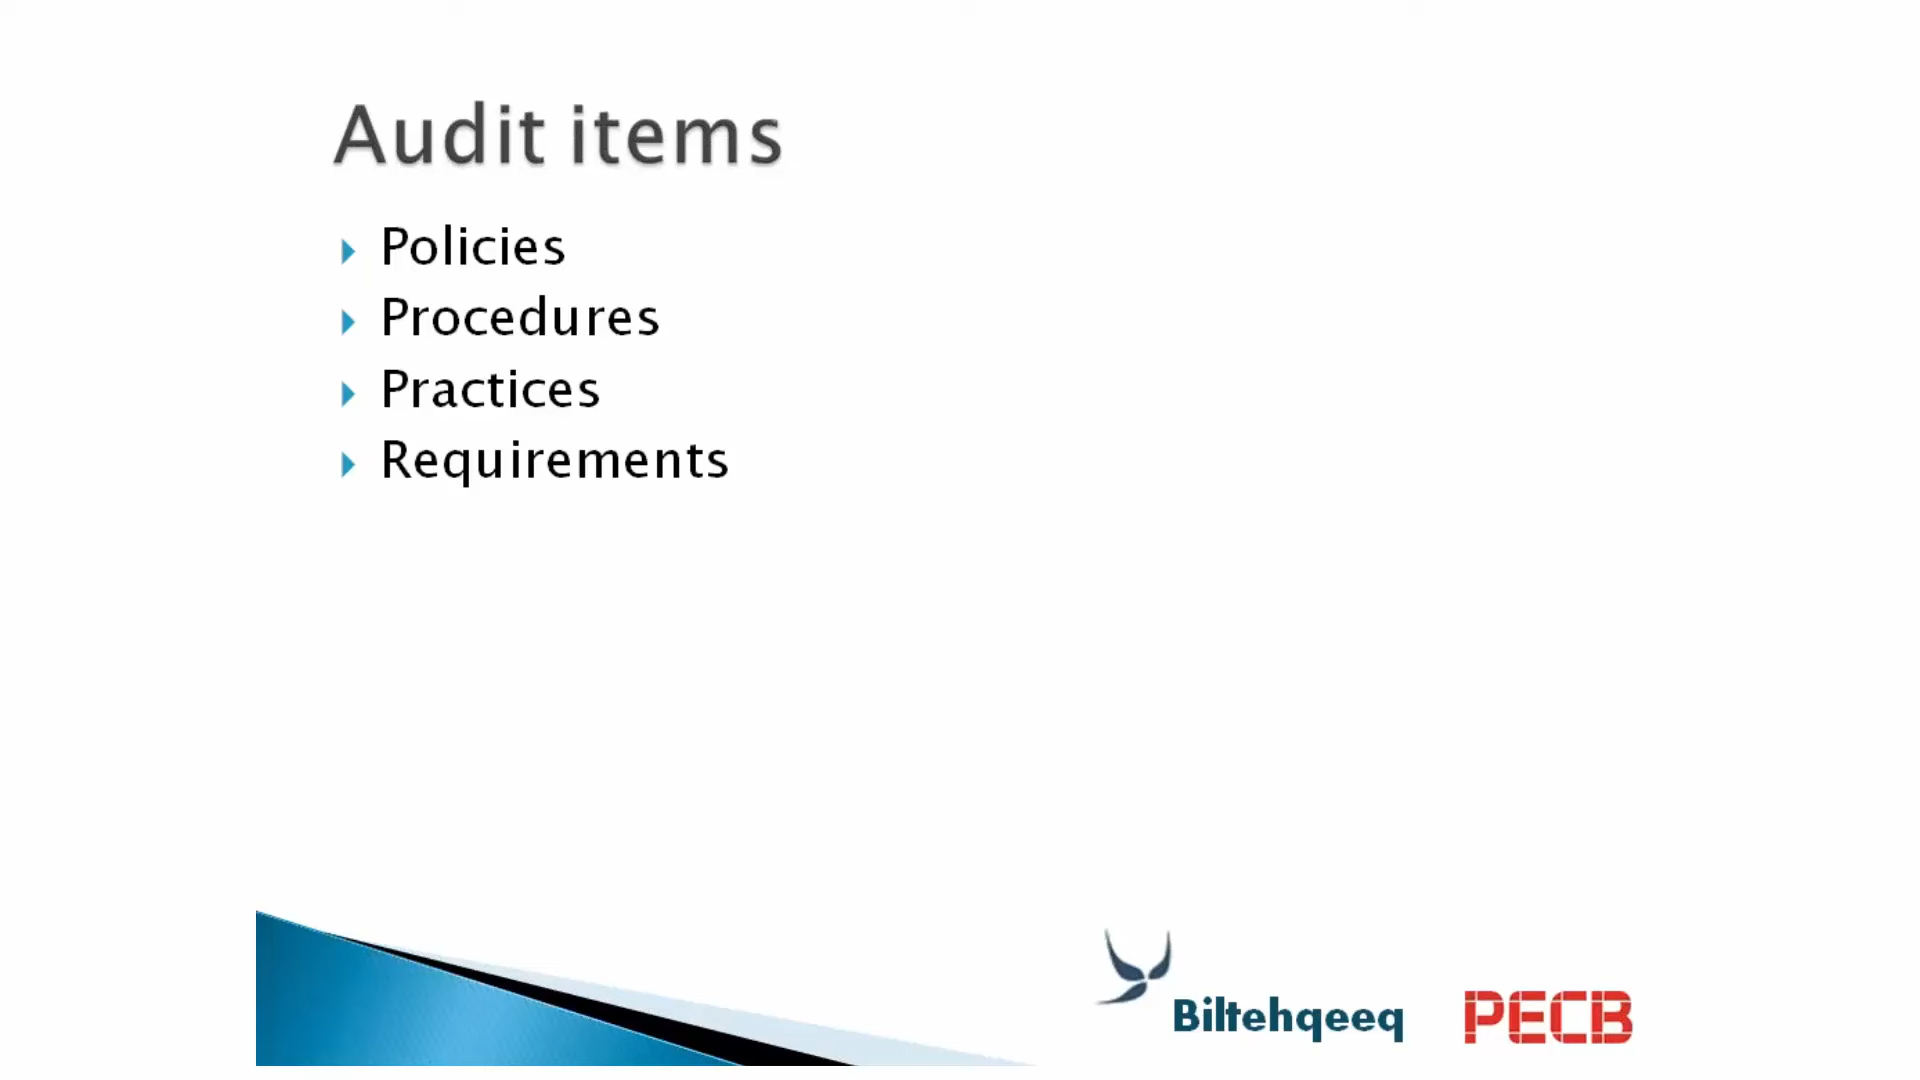 Audit items
Policies
Procedures
Practices
Requirements
Biltehqeeq
PECB